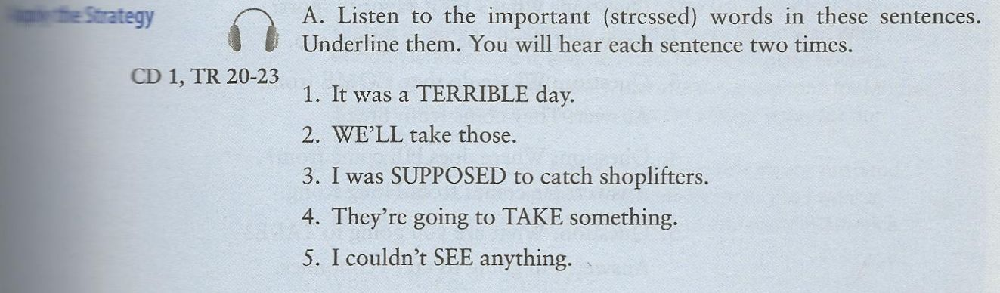 the Strategy
A. Listen to the important (stressed) words in these sentences.
Underline them. You will hear each sentence two times.
CD 1, TR 20-23
1. It was a TERRIBLE day.
2. WE'LL take those.
3. I was SUPPOSED to catch shoplifters.
4. They're going to TAKE something.
5. I couldn't SEE anything.